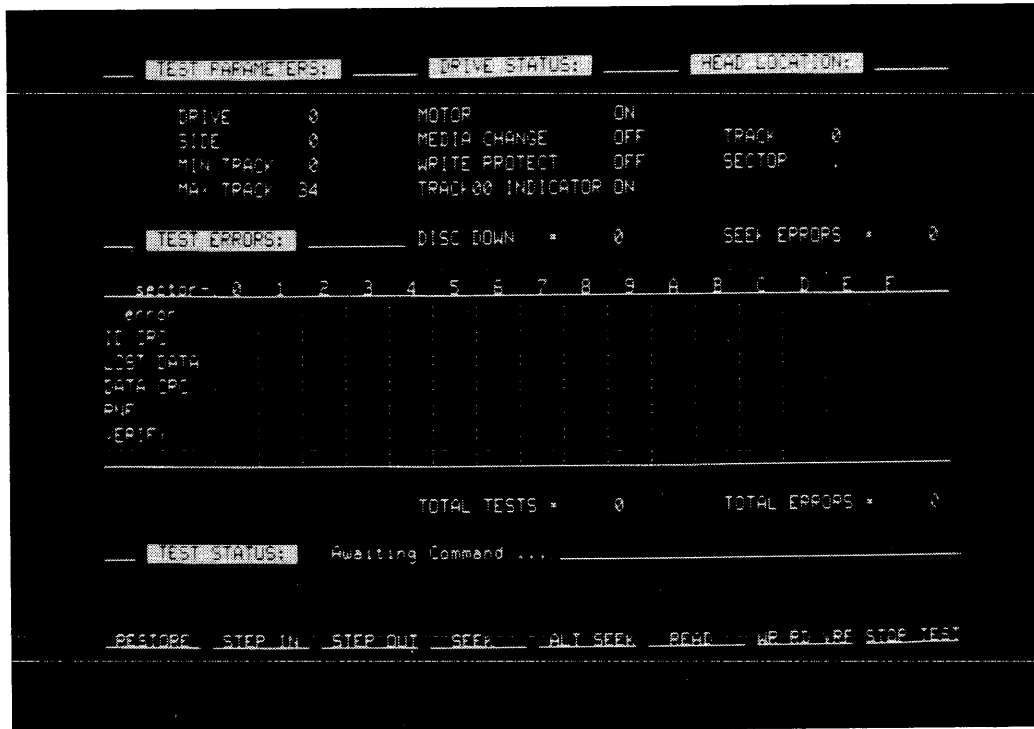 TEST PARAMETERS: DRIVE STATUS: HEAD LOCATION:
DRIVE 0 MOTOR ON
SIDE 0 MEDIA CHANGE OFF TRACK 0
MIN TRACK 0 WRITE PROTECT OFF SECTOR .
MAX TRACK 34 TRACK00 INDICATOR ON
TEST ERRORS: DISC DOWN * 0 SEEK ERRORS * 0
sector- 0 1 2 3 4 5 6 7 8 9 A B C D E F
error
ID CRC
LOST DATA
DATA CRC
RNF
VERIFY
TOTAL TESTS * 0 TOTAL ERRORS * 0
TEST STATUS: Awaiting Command ...
RESTORE STEP IN STEP OUT SEEK ALT SEEK READ WR RD STOP TEST